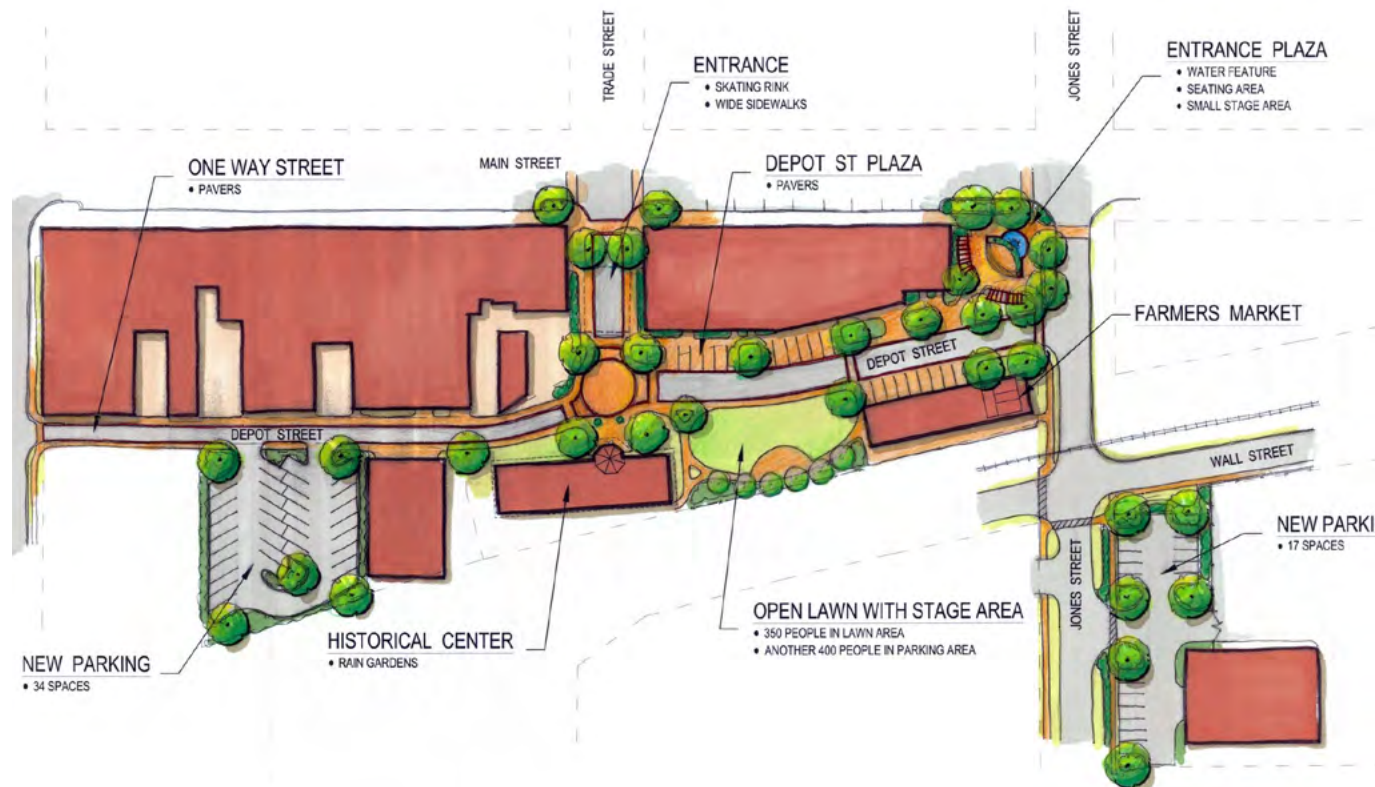 TRADE STREET
JONES STREET
ENTRANCE
• SKATING RINK
• WIDE SIDEWALKS
ENTRANCE PLAZA
• WATER FEATURE
• SEATING AREA
• SMALL STAGE AREA
ONE WAY STREET
• PAVERS
MAIN STREET
DEPOT ST PLAZA
• PAVERS
FARMERS MARKET
DEPOT STREET
DEPOT STREET
WALL STREET
NEW PARKI
• 17 SPACES
JONES STREET
OPEN LAWN WITH STAGE AREA
• 350 PEOPLE IN LAWN AREA
• ANOTHER 400 PEOPLE IN PARKING AREA
HISTORICAL CENTER
• RAIN GARDENS
NEW PARKING
• 34 SPACES